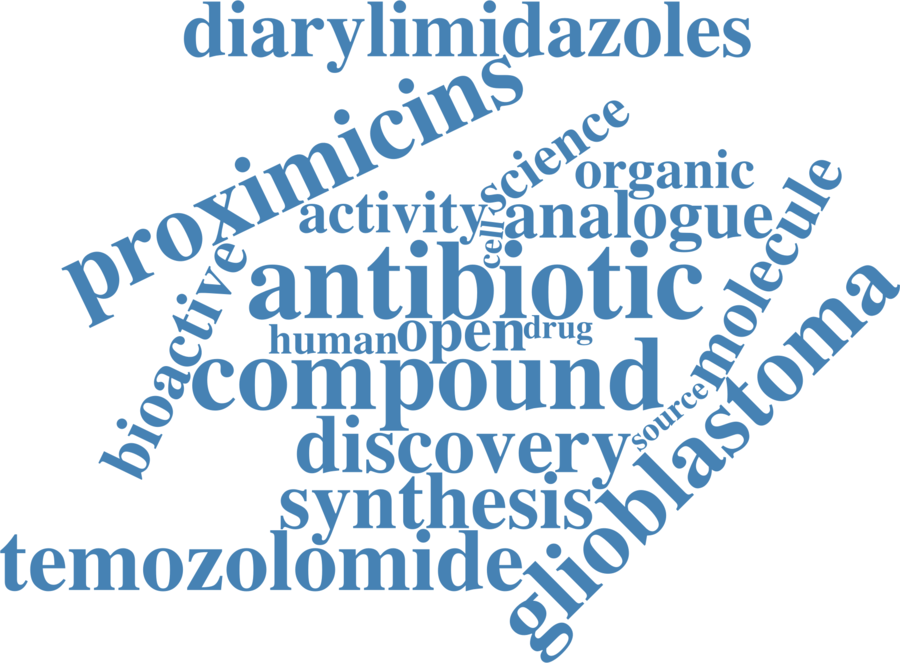 diarylimidazoles
proximicins
science
organic
activity
cell
analogue
molecule
bioactive
antibiotic
human
open
drug
compound
source
glioblastoma
discovery
synthesis
temozolomide